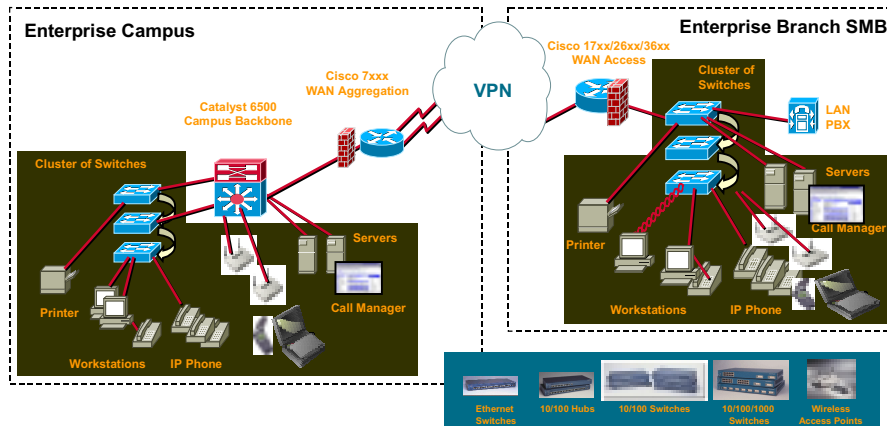 Enterprise Campus
Enterprise Branch SMB
Cisco 7xxx
WAN Aggregation
VPN
Cisco 17xx/26xx/36xx
WAN Access
Cluster of
Switches
LAN
PBX
Catalyst 6500
Campus Backbone
Cluster of Switches
Servers
Call Manager
Printer
Workstations
IP Phone
Servers
Call Manager
Printer
Workstations
IP Phone
Ethernet
Switches
10/100 Hubs
10/100 Switches
10/100/1000
Switches
Wireless
Access Points